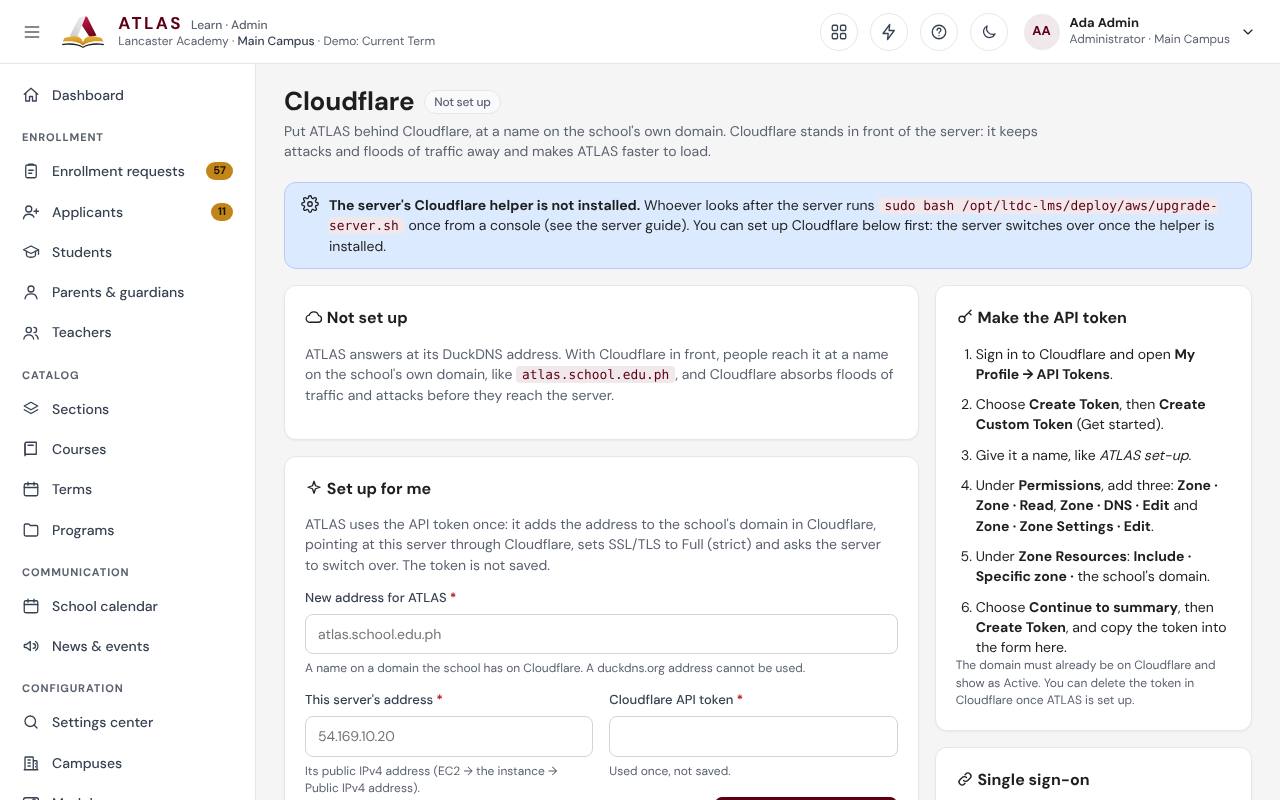 ATLAS Learn · Admin
Lancaster Academy · Main Campus · Demo: Current Term
AA
Ada Admin
Administrator · Main Campus
Dashboard
ENROLLMENT
Enrollment requests 57
Applicants 11
Students
Parents & guardians
Teachers
CATALOG
Sections
Courses
Terms
Programs
COMMUNICATION
School calendar
News & events
CONFIGURATION
Settings center
Campuses
Cloudflare Not set up
Put ATLAS behind Cloudflare, at a name on the school's own domain. Cloudflare stands in front of the server: it keeps
attacks and floods of traffic away and makes ATLAS faster to load.
The server's Cloudflare helper is not installed. Whoever looks after the server runs sudo bash /opt/ltdc-lms/deploy/aws/upgrade-
server.sh once from a console (see the server guide). You can set up Cloudflare below first: the server switches over once the helper is
installed.
Not set up
ATLAS answers at its DuckDNS address. With Cloudflare in front, people reach it at a name
on the school's own domain, like atlas.school.edu.ph, and Cloudflare absorbs floods of
traffic and attacks before they reach the server.
Set up for me
ATLAS uses the API token once: it adds the address to the school's domain in Cloudflare,
pointing at this server through Cloudflare, sets SSL/TLS to Full (strict) and asks the server
to switch over. The token is not saved.
New address for ATLAS *
atlas.school.edu.ph
A name on a domain the school has on Cloudflare. A duckdns.org address cannot be used.
This server's address *
54.169.10.20
Its public IPv4 address (EC2 → the instance →
Public IPv4 address).
Cloudflare API token *
Used once, not saved.
Make the API token
1. Sign in to Cloudflare and open My
Profile → API Tokens.
2. Choose Create Token, then Create
Custom Token (Get started).
3. Give it a name, like ATLAS set-up.
4. Under Permissions, add three: Zone ·
Zone · Read, Zone · DNS · Edit and
Zone · Zone Settings · Edit.
5. Under Zone Resources: Include ·
Specific zone · the school's domain.
6. Choose Continue to summary, then
Create Token, and copy the token into
the form here.
The domain must already be on Cloudflare and
show as Active. You can delete the token in
Cloudflare once ATLAS is set up.
Single sign-on